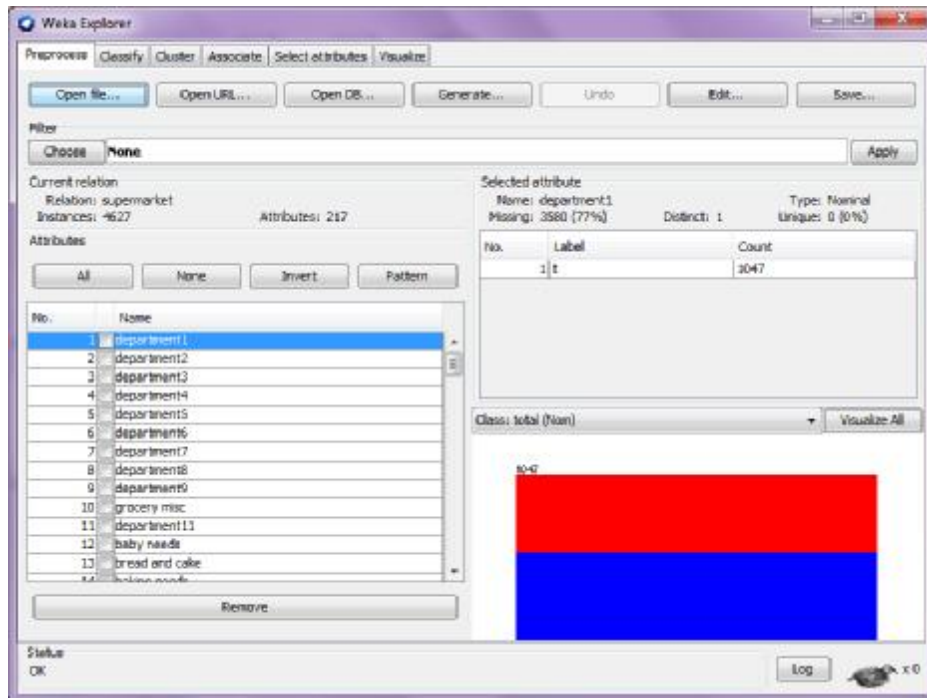 Weka Explorer
Preprocess Classify Cluster Associate Select attributes Visualize
Open file... Open URL... Open DB... Generate... Undo Edit... Save...
Filter
Choose None Apply
Current relation
Relation: supermarket
Instances: 4627 Attributes: 217
Selected attribute
Name: department1 Type: Nominal
Missing: 3580 (77%) Distinct: 1 Unique: 0 (0%)
No. Label Count
1 t 1047
Attributes
All None Invert Pattern
No. Name
1 department1
2 department2
3 department3
4 department4
5 department5
6 department6
7 department7
8 department8
9 department9
10 grocery misc
11 department11
12 baby needs
13 bread and cake
14 baking needs
Remove
Class: total (Nom) Visualize All
1047
Status
OK
Log x 0